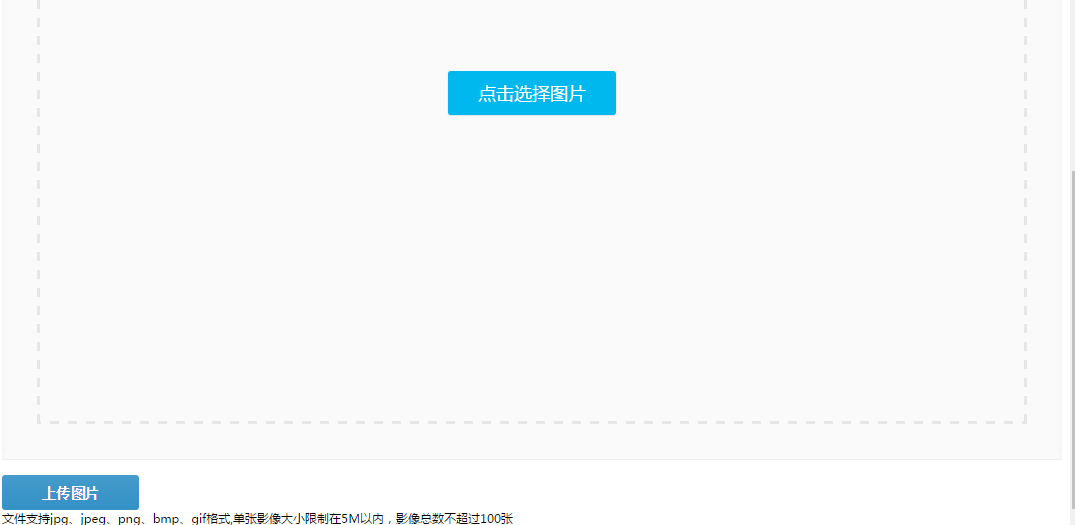 点击选择图片
上传图片
文件支持jpg、jpeg、png、bmp、gif格式,单张影像大小限制在5M以内，影像总数不超过100张